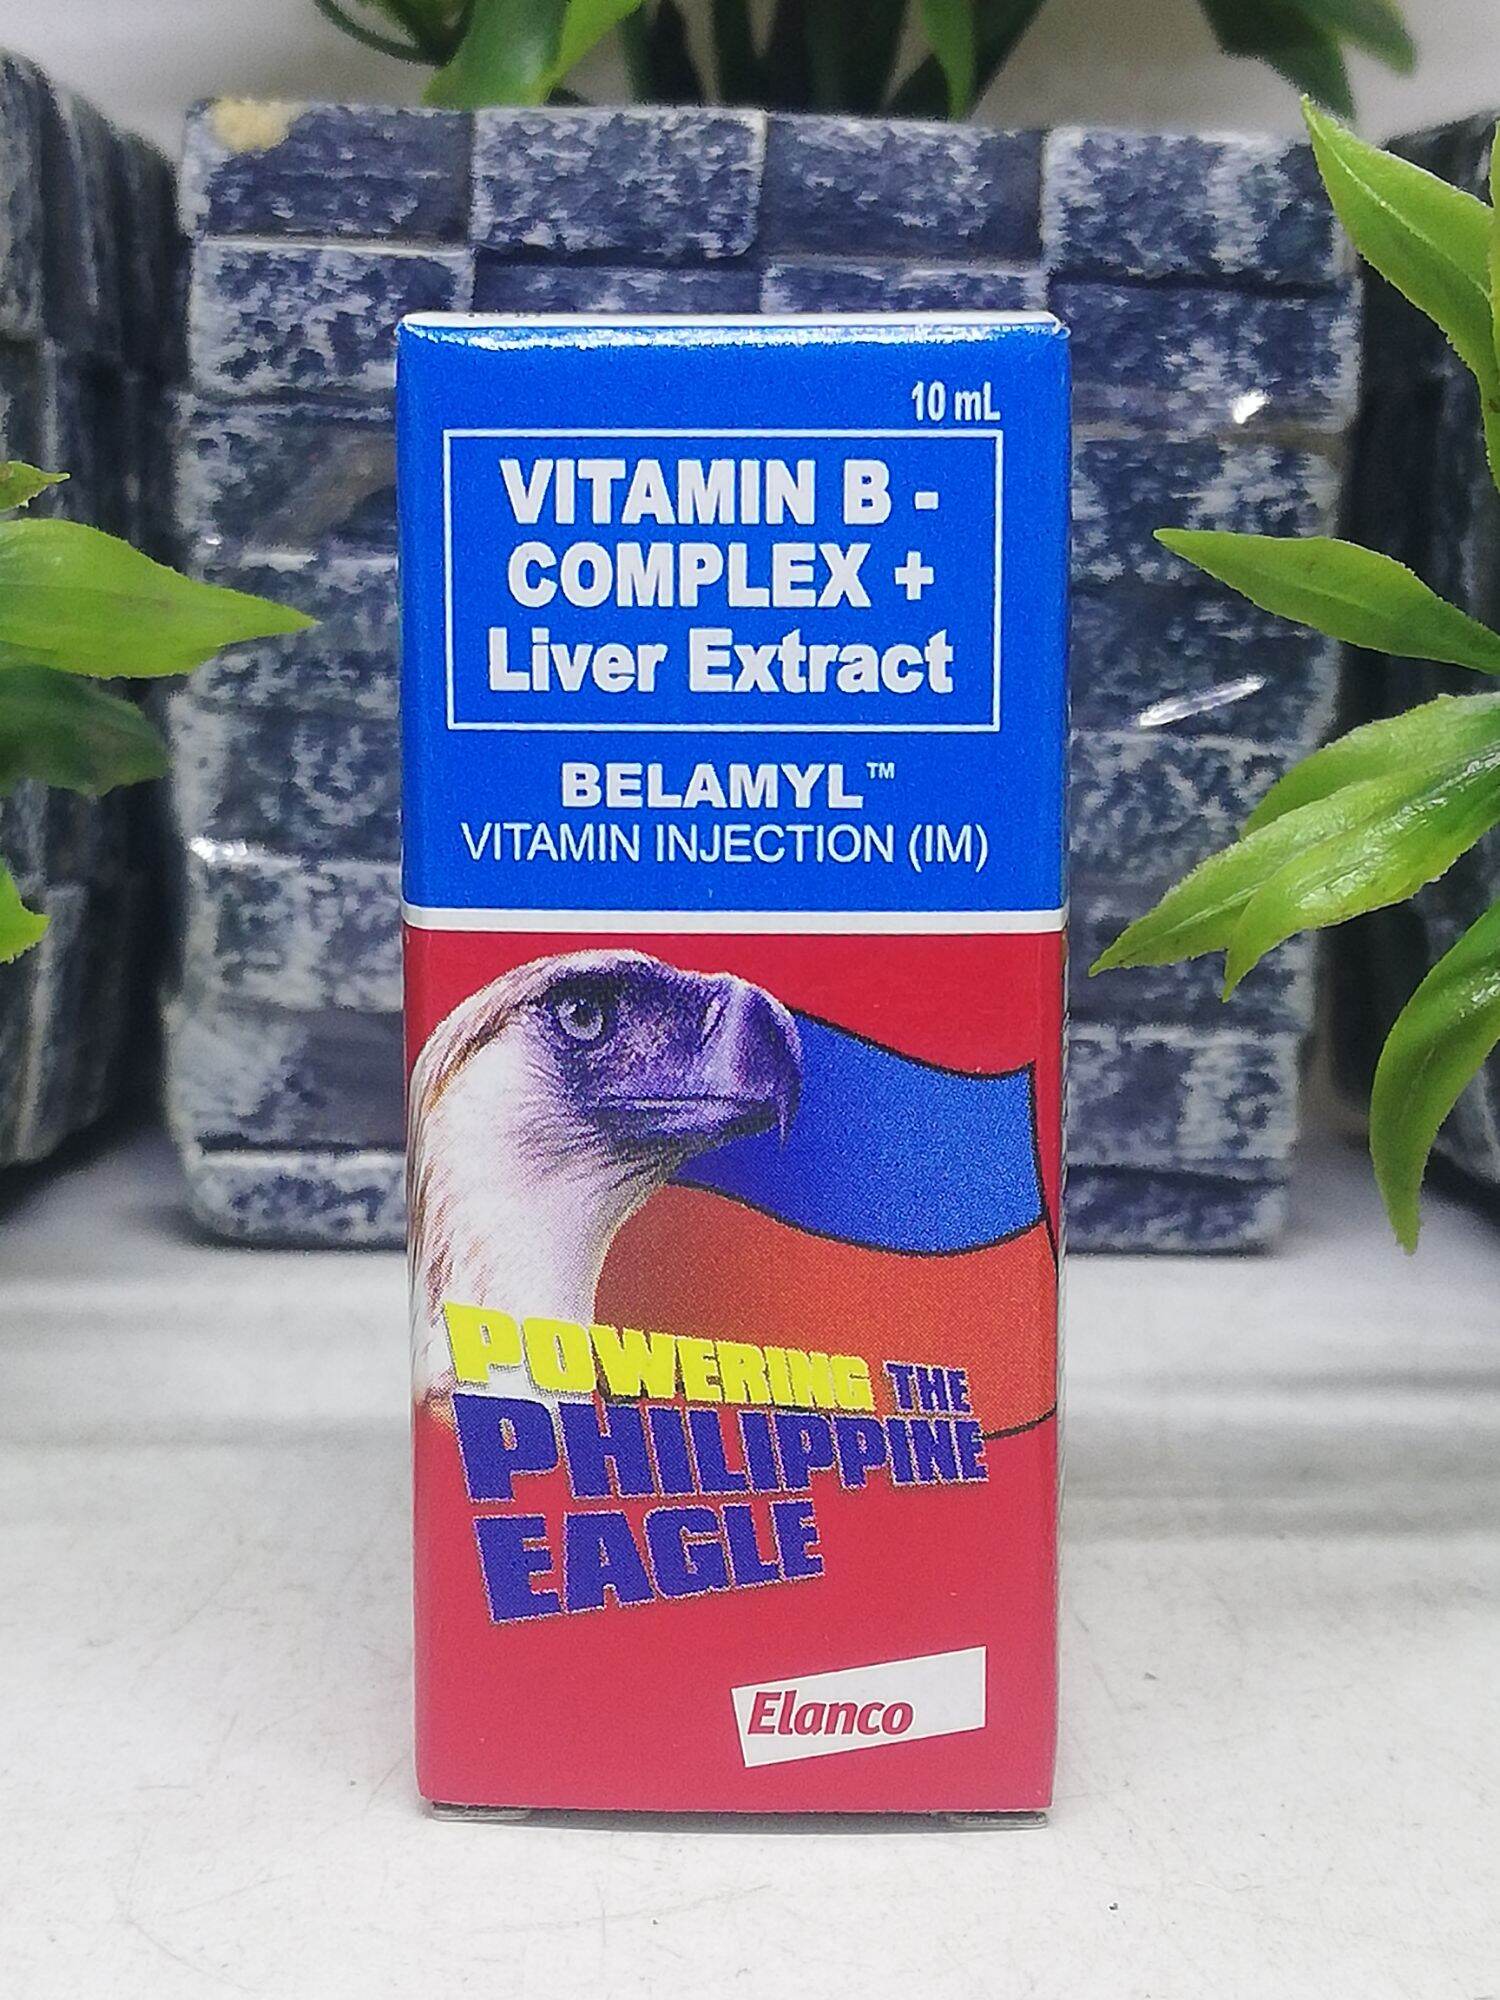 10 mL
VITAMIN B -
COMPLEX +
Liver Extract
BELAMYL™
VITAMIN INJECTION (IM)
POWERING THE
PHILIPPINE
EAGLE
Elanco